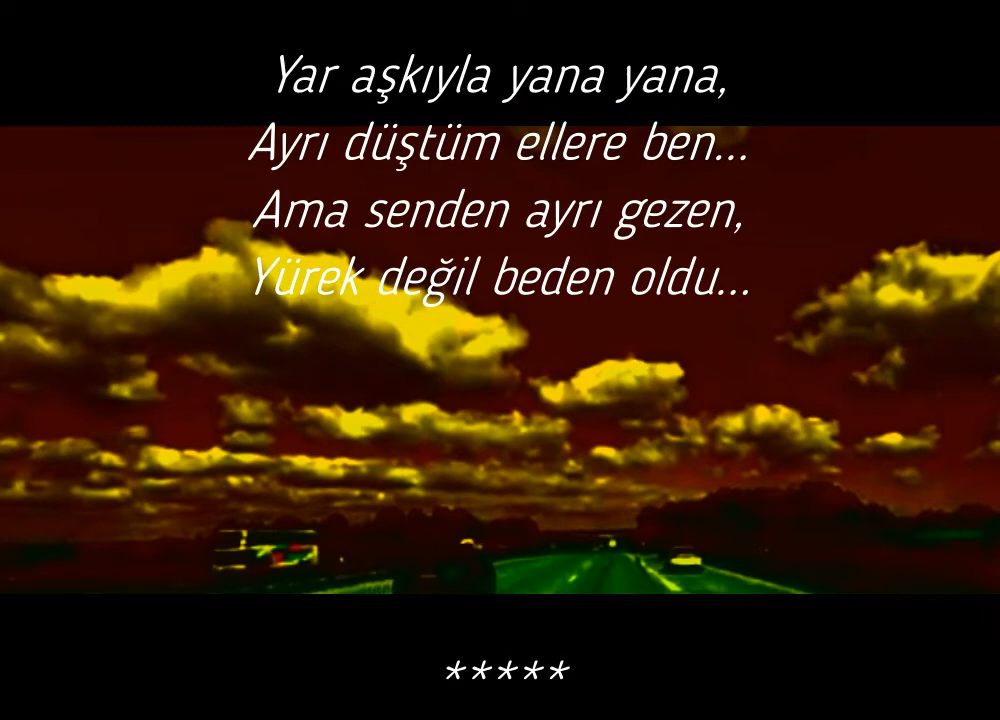 Yar aşkıyla yana yana,
Ayrı düştüm ellere ben...
Ama senden ayrı gezen,
Yürek değil beden oldu...
*****